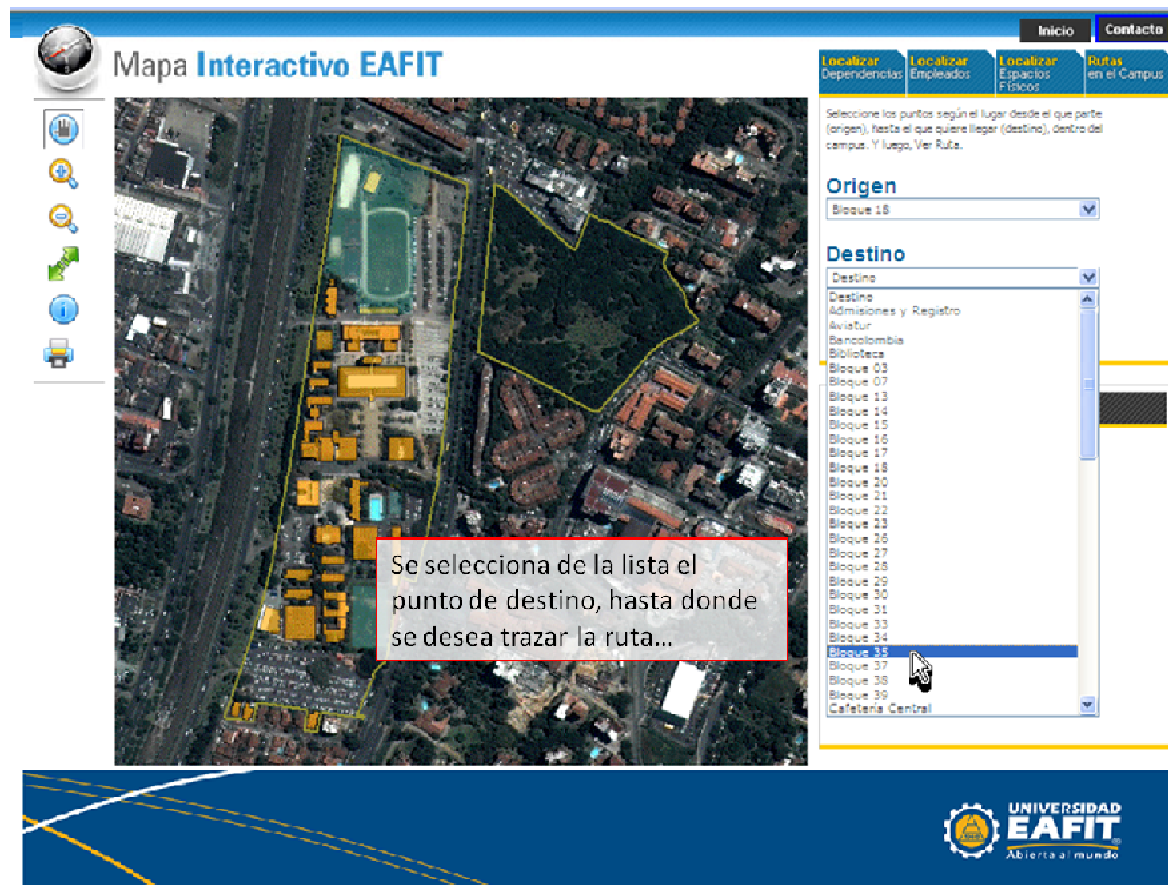 Inicio
Contacto
Mapa Interactivo EAFIT
Localizar
Dependencias
Localizar
Empleados
Localizar
Espacios
Físicos
Rutas
en el Campus
Seleccione los puntos según el lugar desde el que parte
(origen), hasta el que quiere llegar (destino), dentro del
campus. Y luego, Ver Ruta.
Origen
Bloque 18
Destino
Destino
Destino
Admisiones y Registro
Aviatur
Bancolombia
Biblioteca
Bloque 03
Bloque 07
Bloque 13
Bloque 14
Bloque 15
Bloque 16
Bloque 17
Bloque 18
Bloque 20
Bloque 21
Bloque 22
Bloque 23
Bloque 26
Bloque 27
Bloque 28
Bloque 29
Bloque 30
Bloque 31
Bloque 33
Bloque 34
Bloque 35
Bloque 37
Bloque 38
Bloque 39
Cafetería Central
Se selecciona de la lista el
punto de destino, hasta donde
se desea trazar la ruta...
UNIVERSIDAD
EAFIT
Abierta al mundo